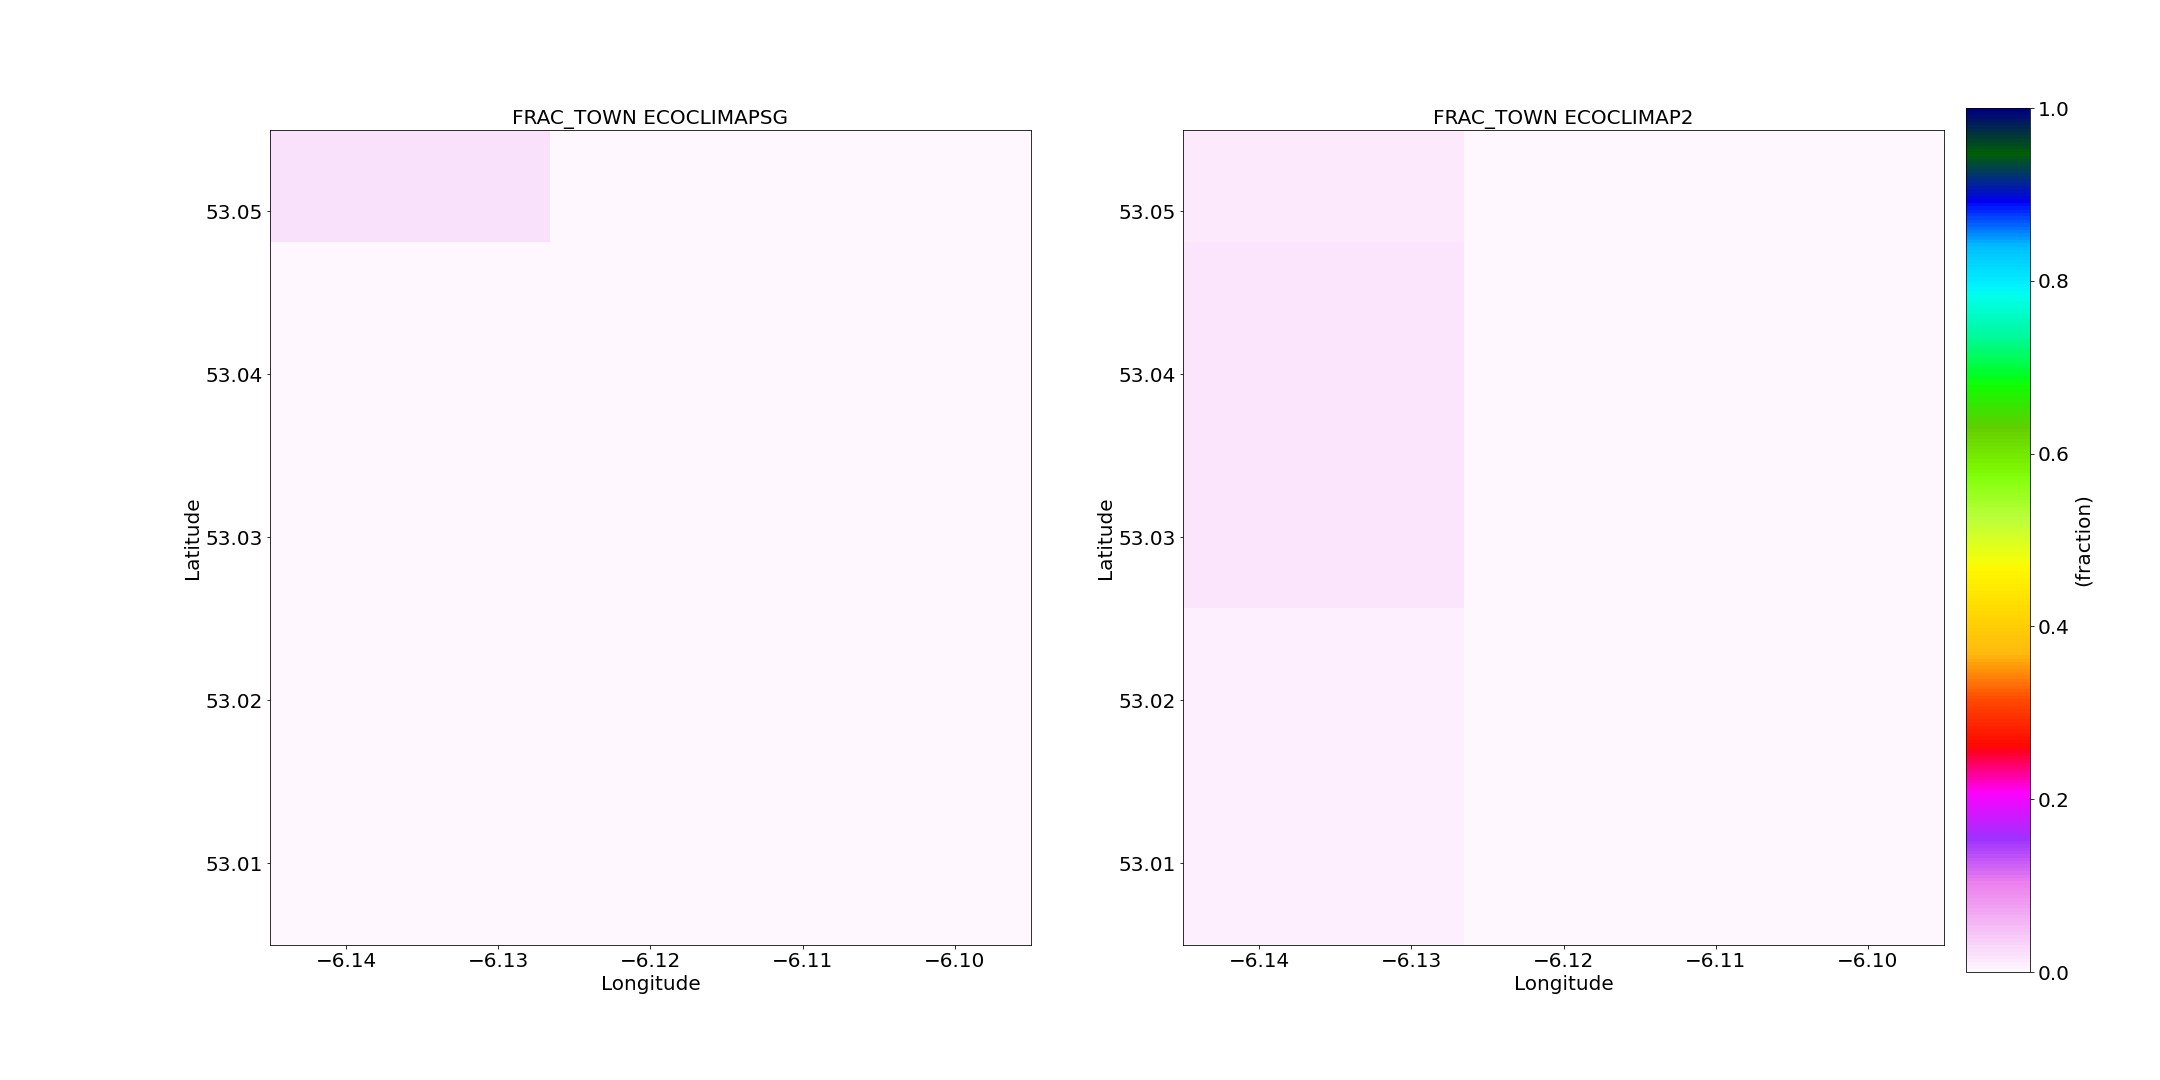 FRAC_TOWN ECOCLIMAPSG
53.05
53.04
53.03
53.02
53.01
Latitude
−6.14 −6.13 −6.12 −6.11 −6.10
Longitude
FRAC_TOWN ECOCLIMAP2
53.05
53.04
53.03
53.02
53.01
Latitude
−6.14 −6.13 −6.12 −6.11 −6.10
Longitude
1.0
0.8
0.6
0.4
0.2
0.0
(fraction)